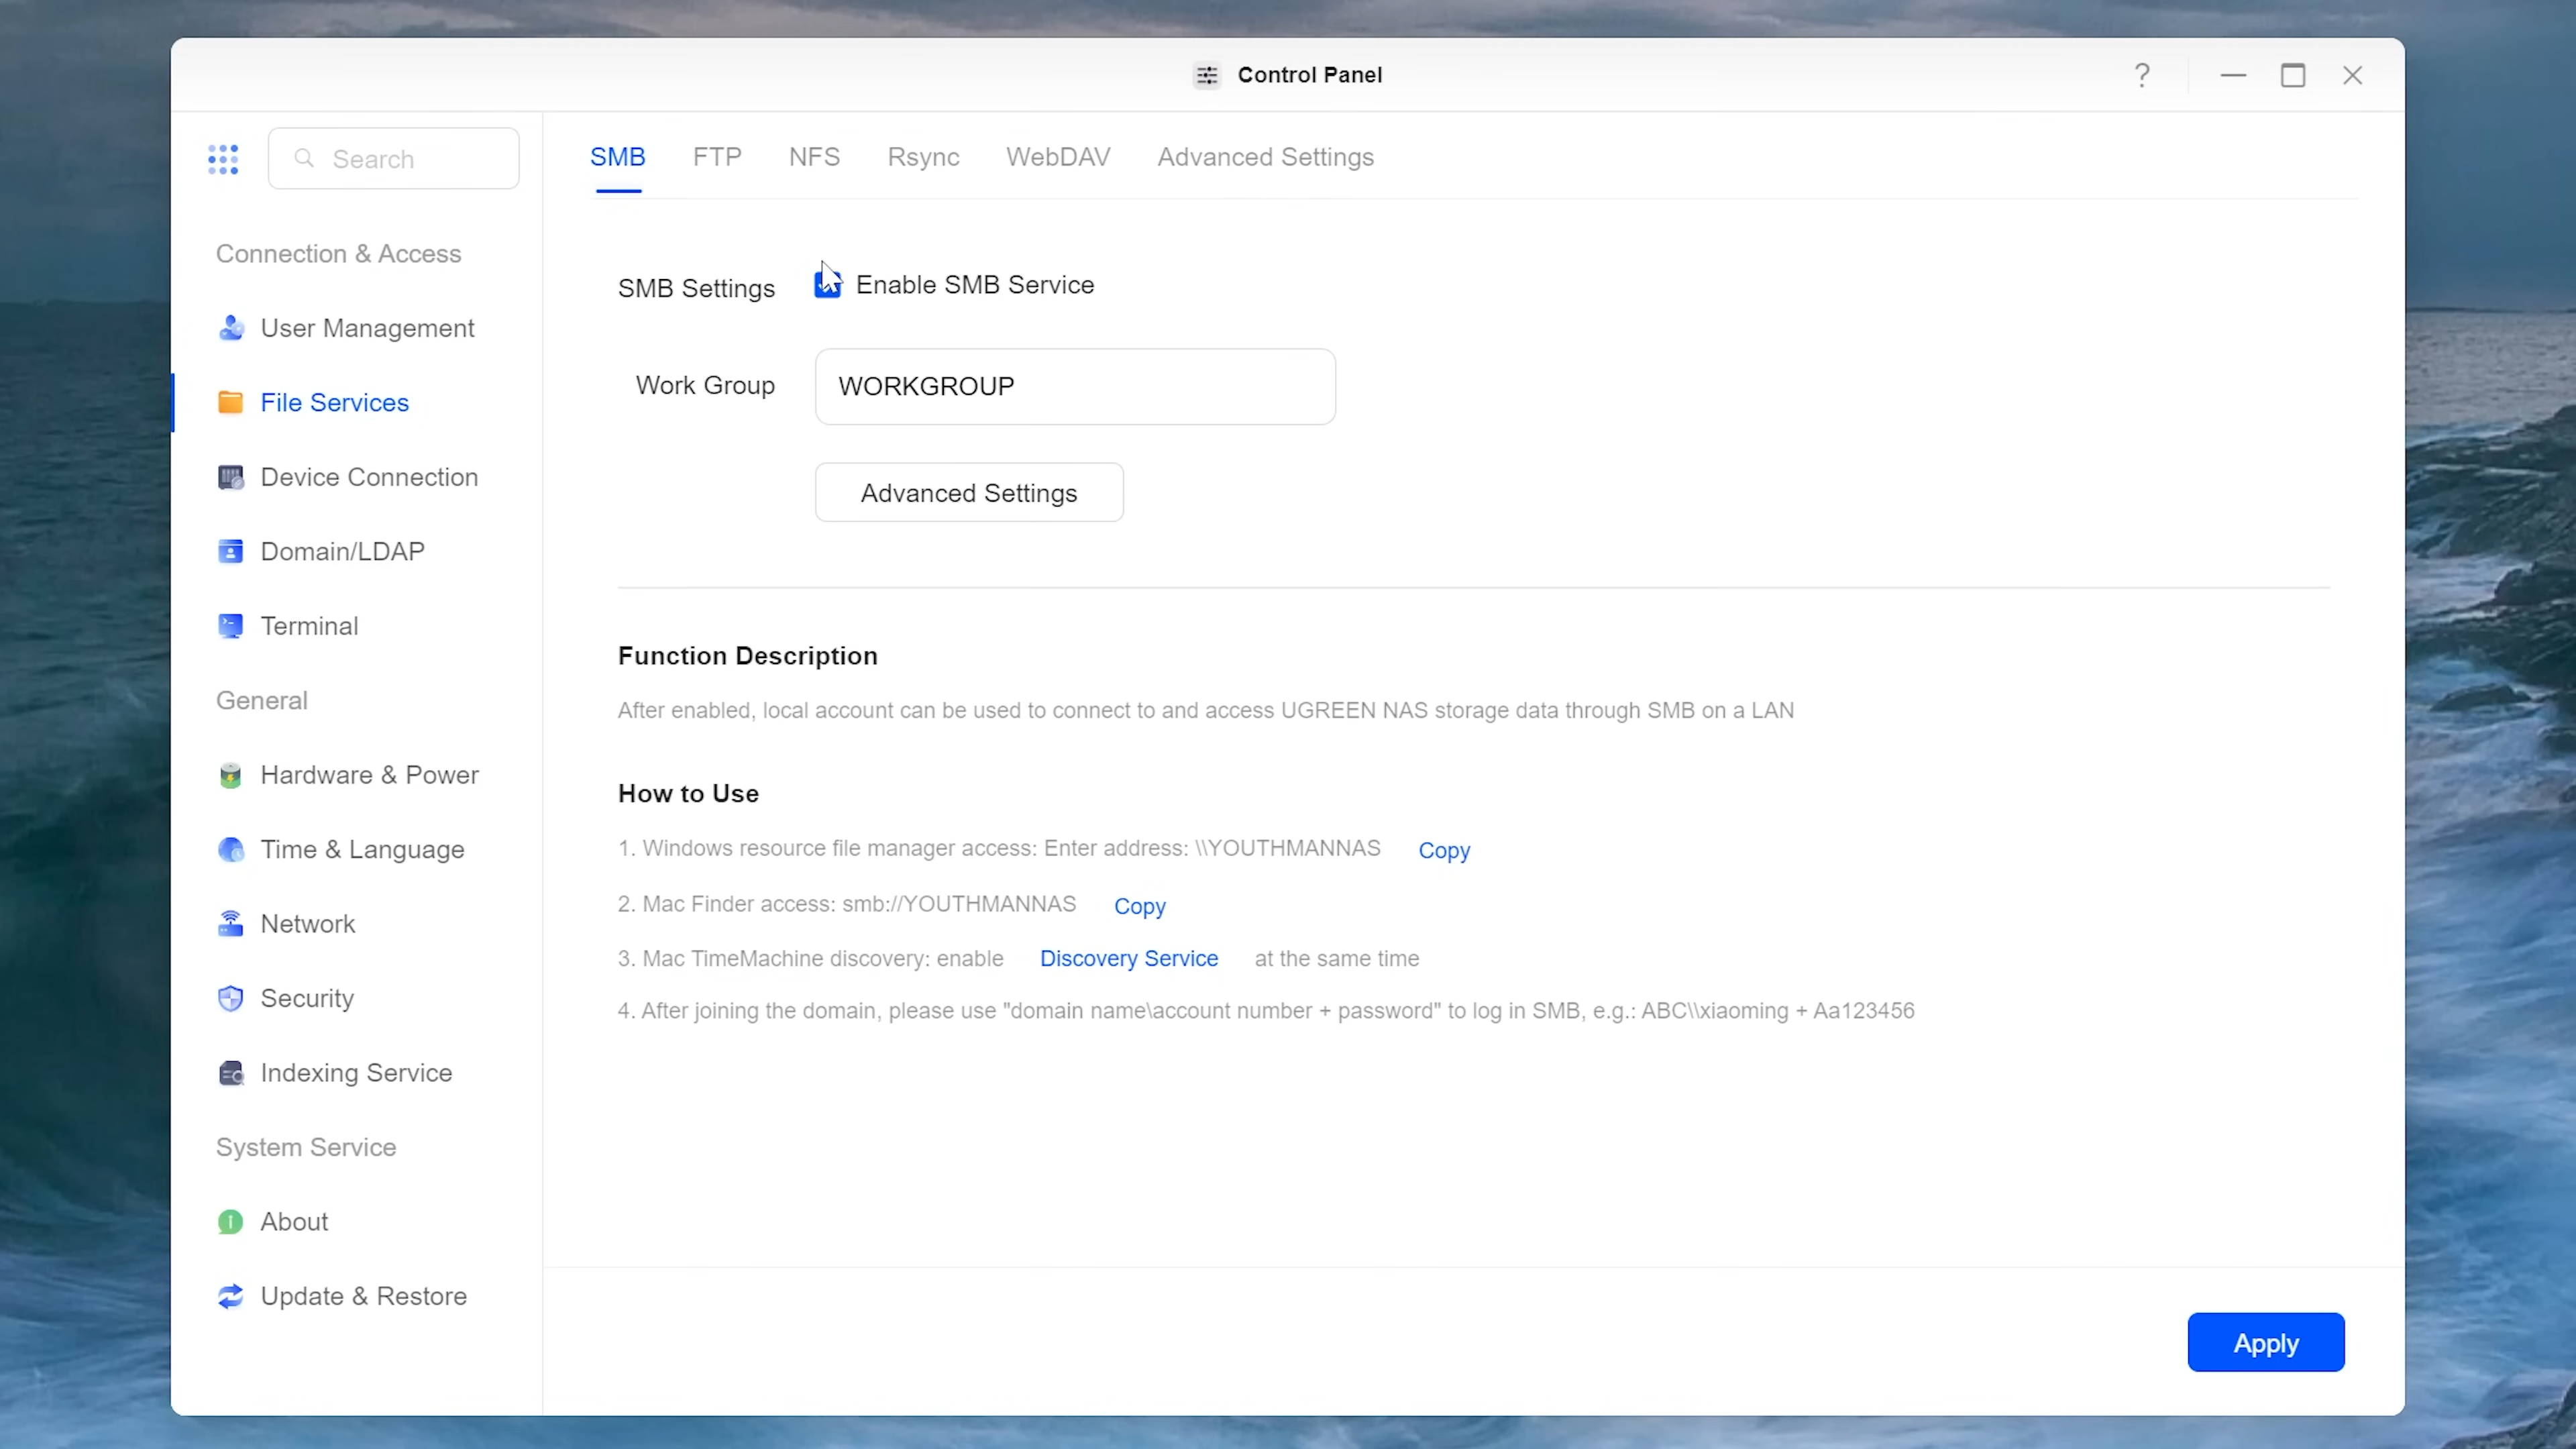 Control Panel
?
Search
SMB FTP NFS Rsync WebDAV Advanced Settings
Connection & Access
User Management
File Services
Device Connection
Domain/LDAP
Terminal
General
Hardware & Power
Time & Language
Network
Security
Indexing Service
System Service
About
Update & Restore
SMB Settings Enable SMB Service
Work Group WORKGROUP
Advanced Settings
Function Description
After enabled, local account can be used to connect to and access UGREEN NAS storage data through SMB on a LAN
How to Use
1. Windows resource file manager access: Enter address: \\YOUTHMANNAS Copy
2. Mac Finder access: smb://YOUTHMANNAS Copy
3. Mac TimeMachine discovery: enable Discovery Service at the same time
4. After joining the domain, please use "domain name\account number + password" to log in SMB, e.g.: ABC\\xiaoming + Aa123456
Apply